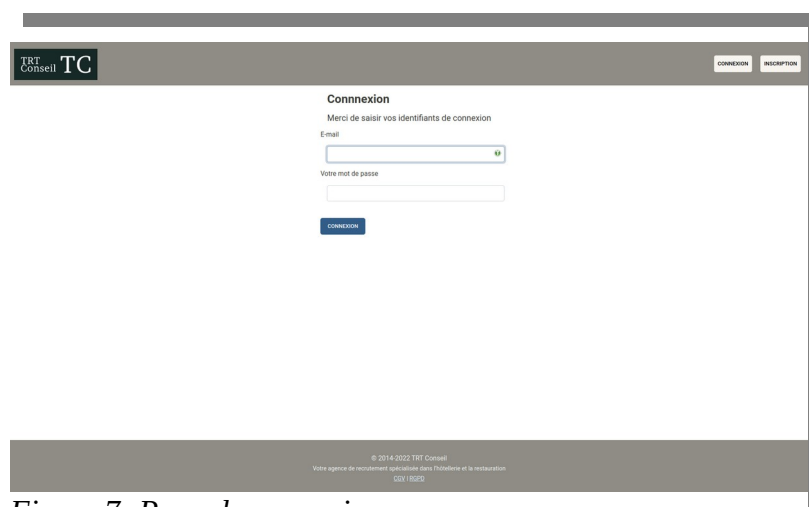 TRT
Conseil TC
CONNEXION INSCRIPTION
Connnexion
Merci de saisir vos identifiants de connexion
E-mail
Votre mot de passe
CONNEXION
© 2014-2022 TRT Conseil
Votre agence de recrutement spécialisée dans l'hôtellerie et la restauration
CGV | RGPD